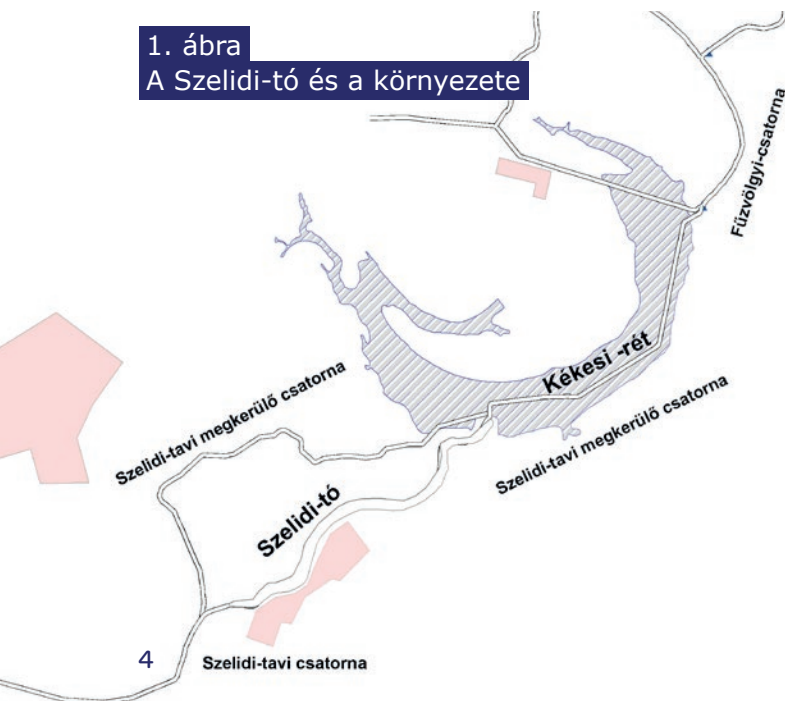 1. ábra
A Szelidi-tó és a környezete
Fűzvölgyi-csatorna
Kékesi -rét
Szelidi-tavi megkerülő csatorna
Szelidi-tavi megkerülő csatorna
Szelidi-tó
4
Szelidi-tavi csatorna